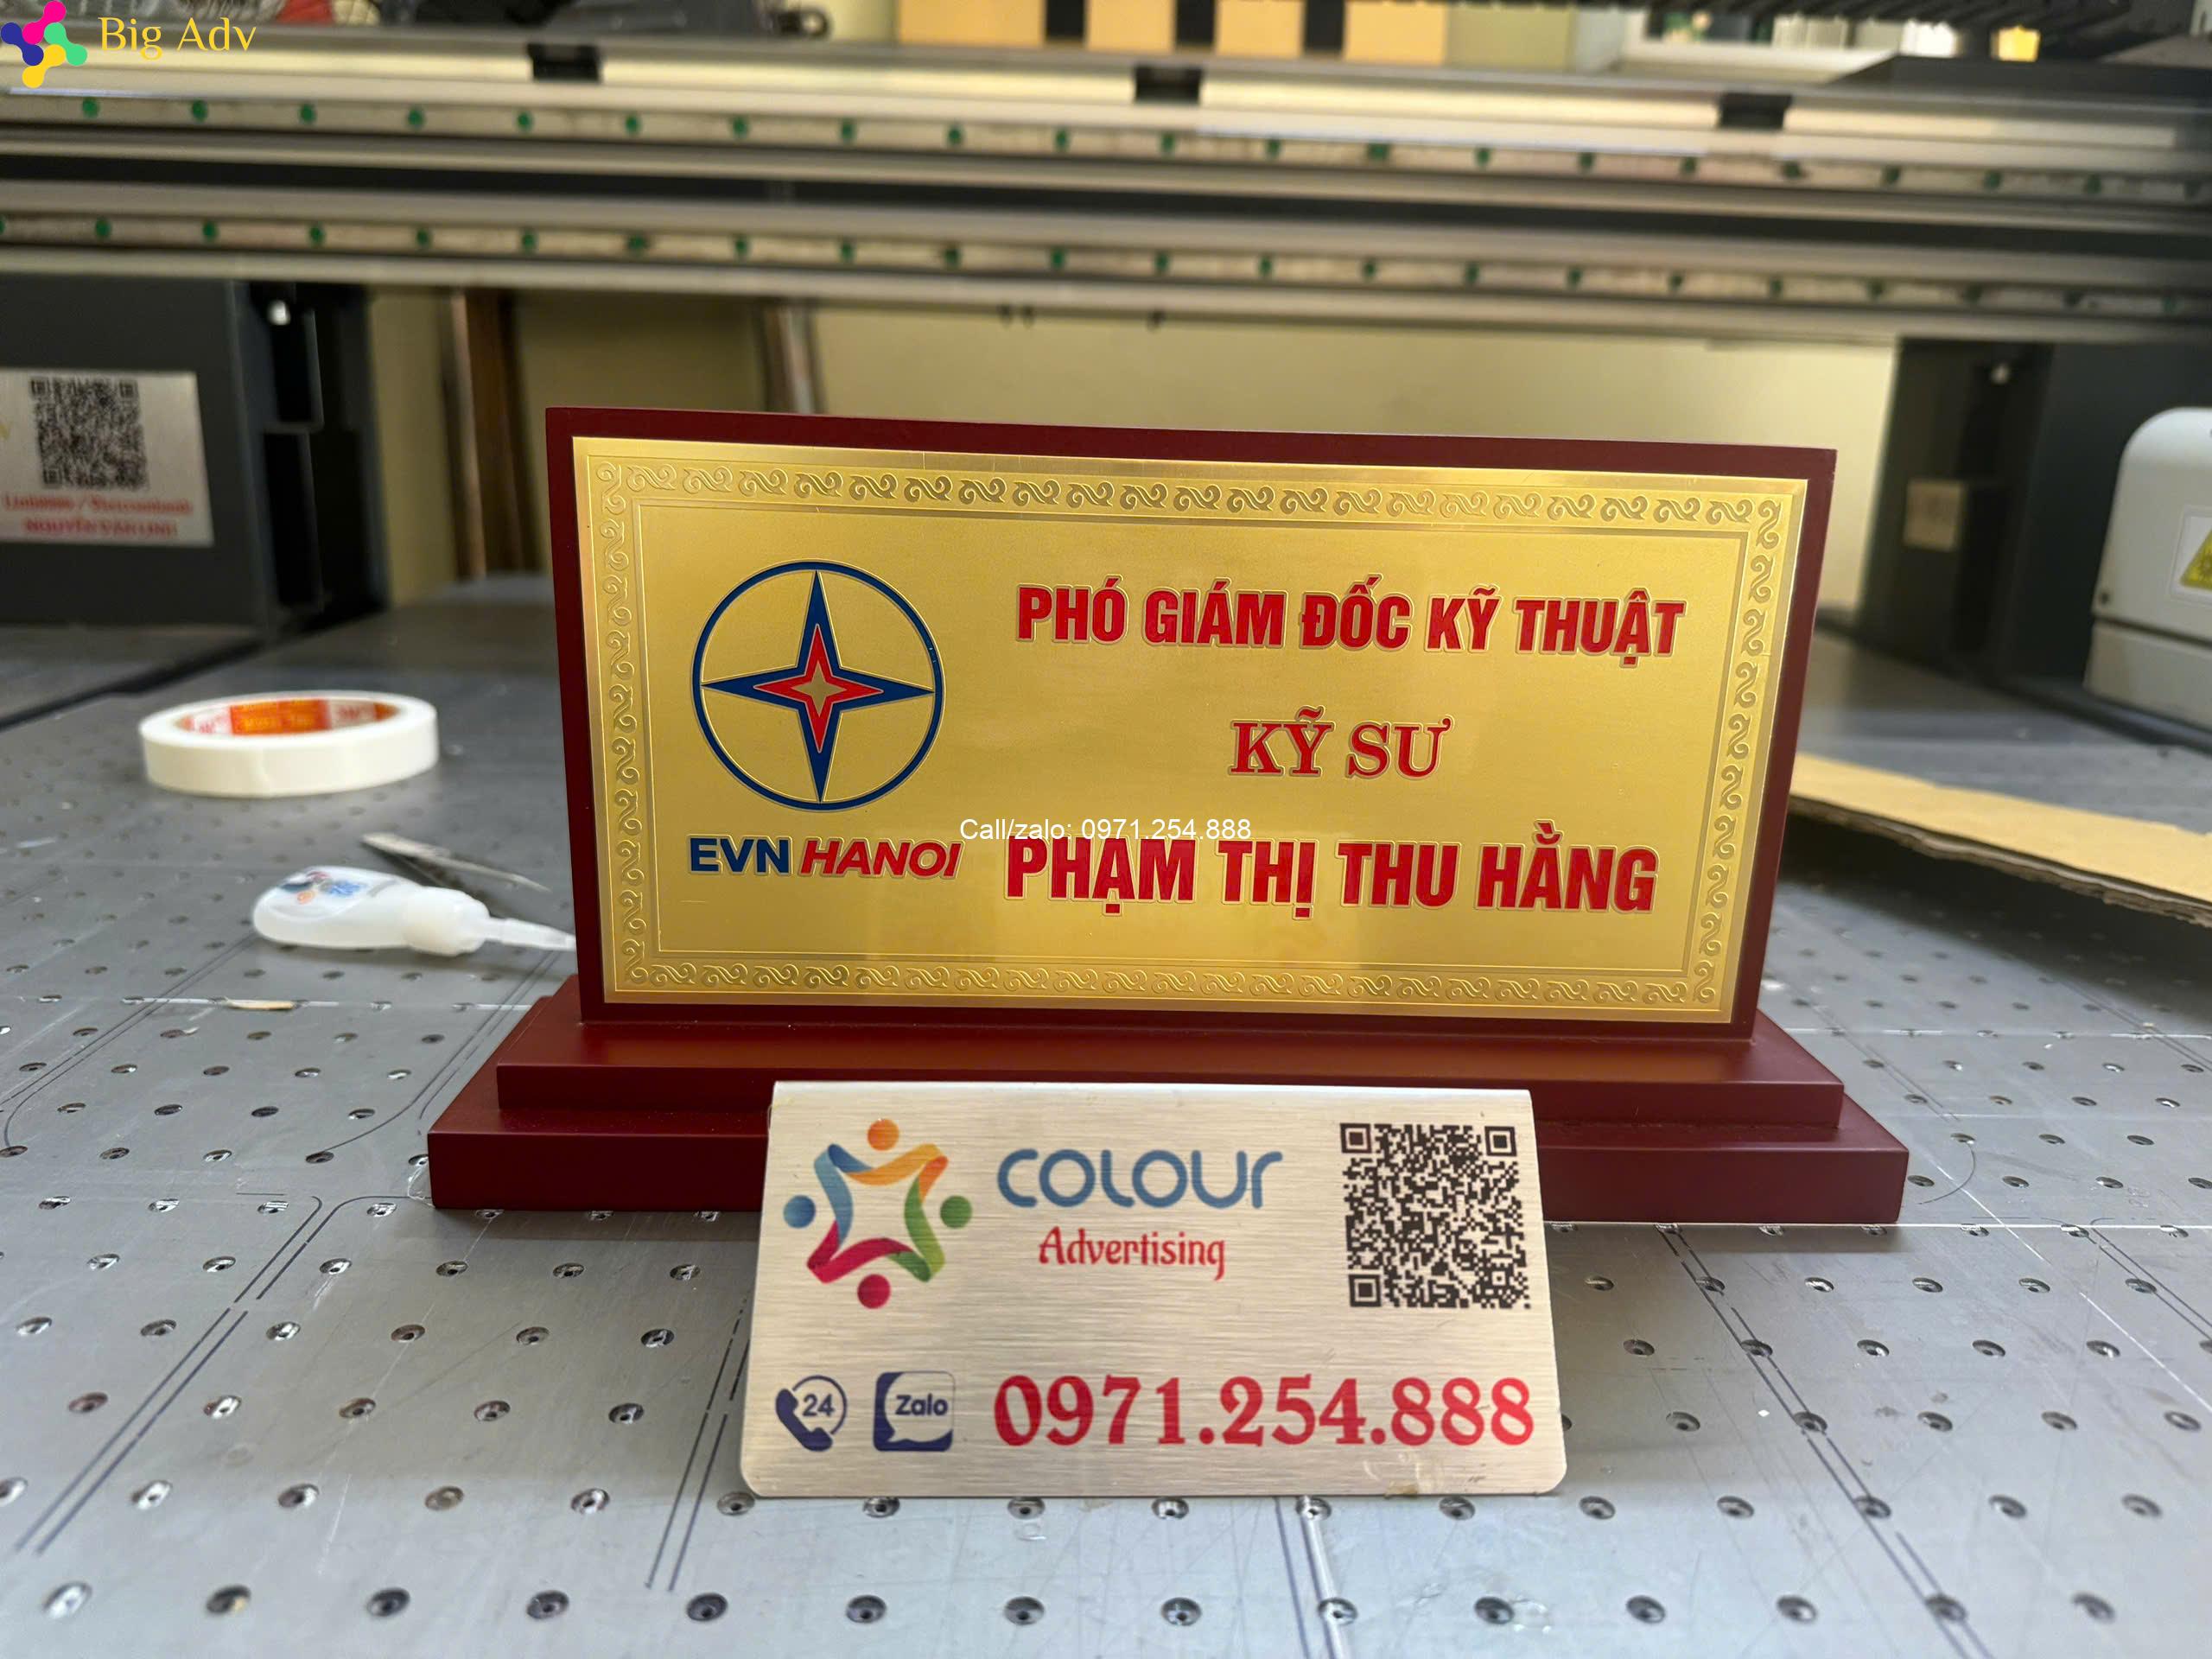 Big Adv
PHÓ GIÁM ĐỐC KỸ THUẬT
KỸ SƯ
Call/zalo: 0971.254.888
EVN HANOI
PHẠM THỊ THU HẰNG
COLOUR
Advertising
24
Zalo
0971.254.888